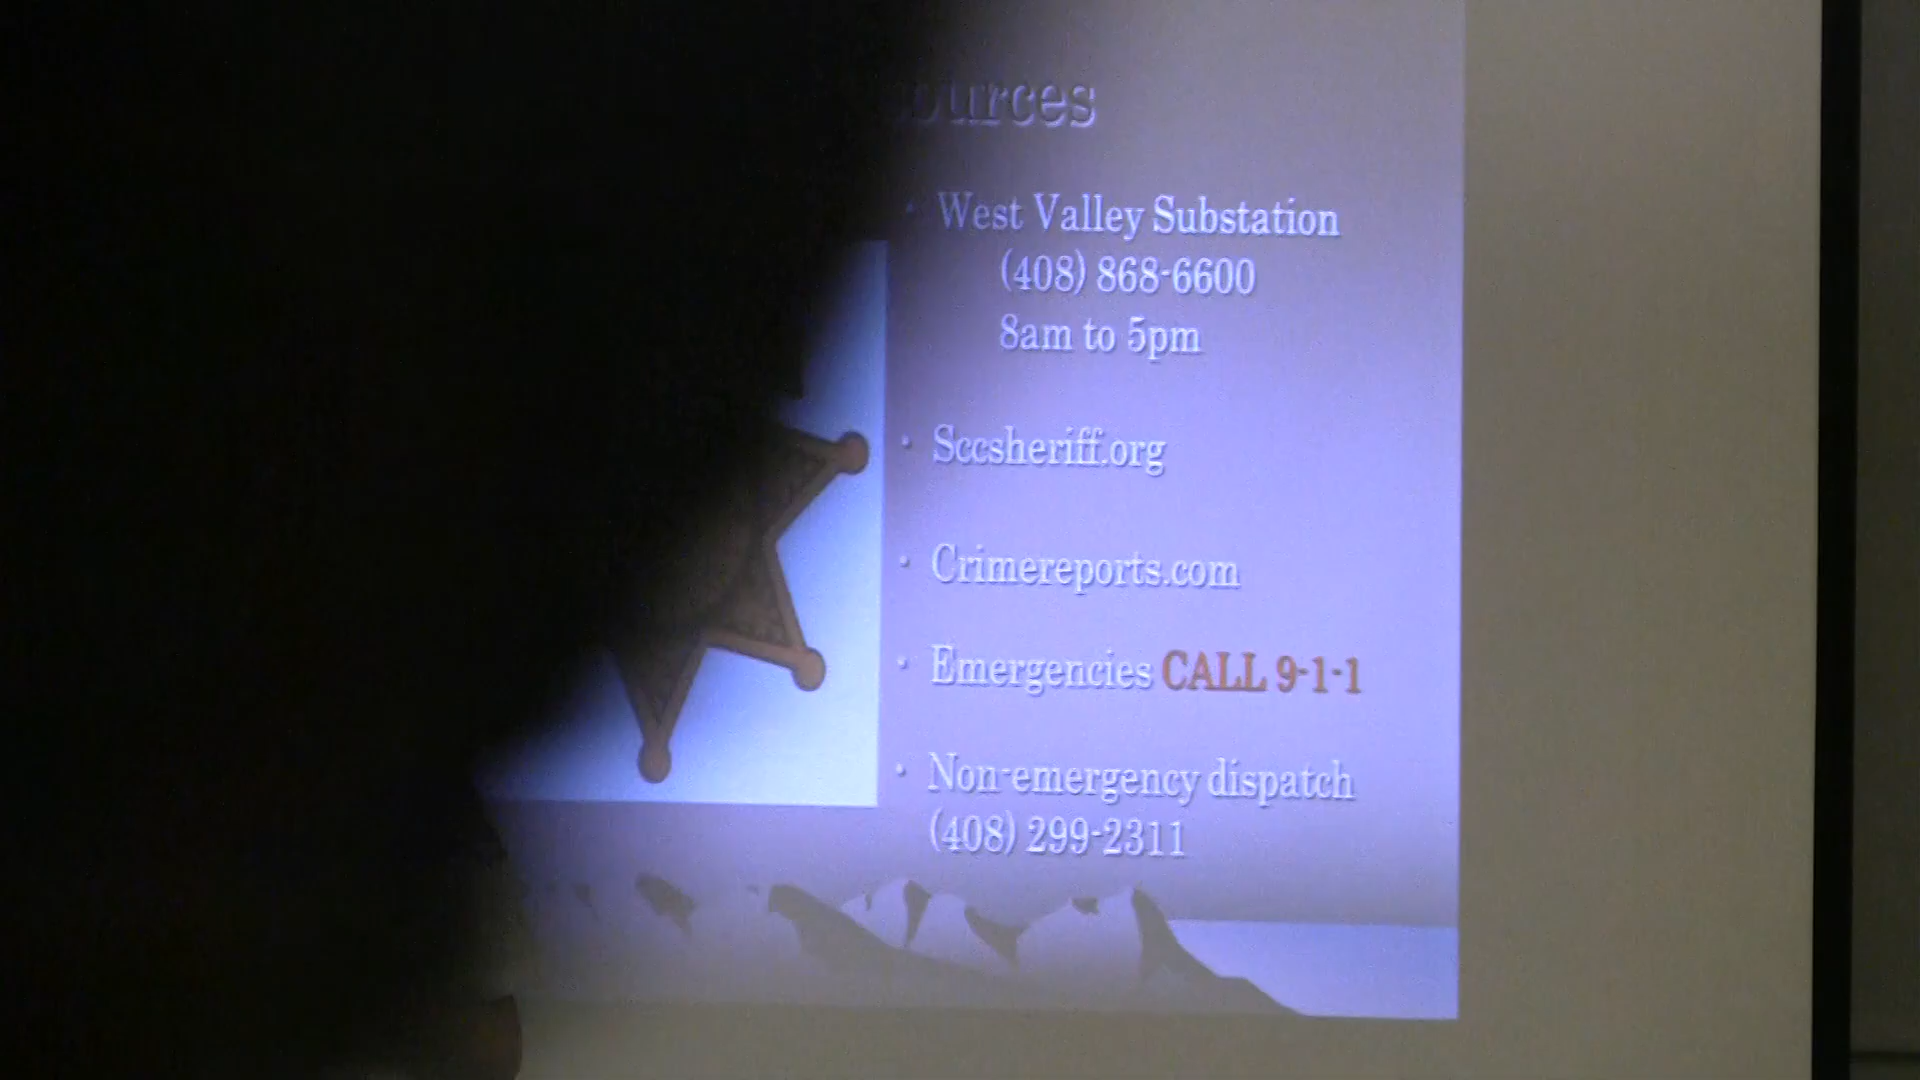 West Valley Substation
(408) 868-6600
8am to 5pm
Sccsheriff.org
Crimereports.com
Emergencies CALL 9-1-1
Non-emergency dispatch
(408) 299-2311